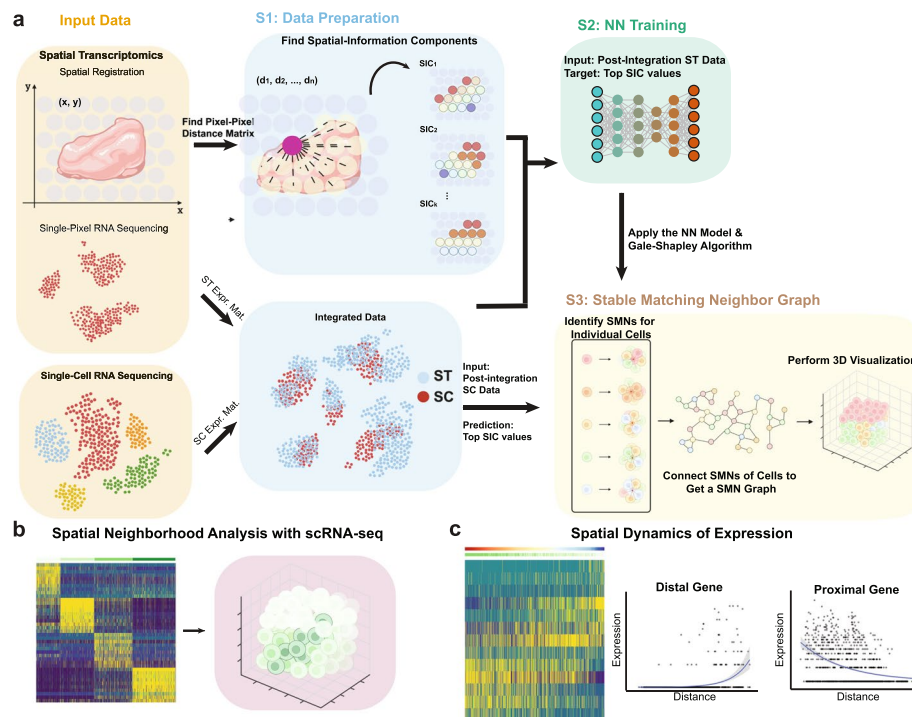 a
Input Data
S1: Data Preparation
S2: NN Training
Spatial Transcriptomics
Spatial Registration
y
(x, y)
x
Single-Pixel RNA Sequencing
Find Pixel-Pixel
Distance Matrix
Find Spatial-Information Components
(d1, d2, ..., dn)
SIC1
SIC2
⋮
SICk
Input: Post-Integration ST Data
Target: Top SIC values
Apply the NN Model &
Gale-Shapley Algorithm
ST Expr. Mat.
SC Expr. Mat.
Single-Cell RNA Sequencing
Integrated Data
ST
SC
Input:
Post-integration
SC Data
Prediction:
Top SIC values
S3: Stable Matching Neighbor Graph
Identify SMNs for
Individual Cells
Connect SMNs of Cells to
Get a SMN Graph
Perform 3D Visualization
b
Spatial Neighborhood Analysis with scRNA-seq
c
Spatial Dynamics of Expression
Distal Gene
Expression
Distance
Proximal Gene
Expression
Distance